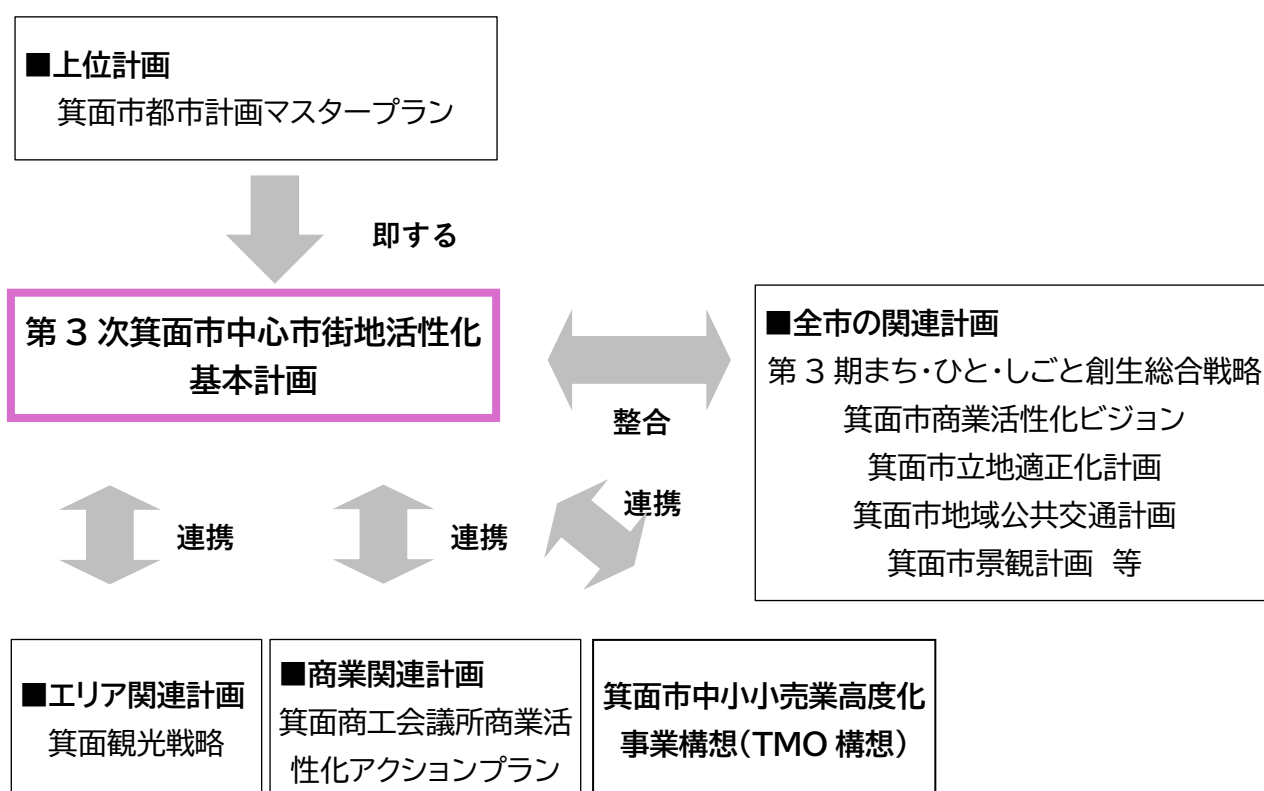 ■上位計画
箕面市都市計画マスタープラン
即する
第3次箕面市中心市街地活性化
基本計画
整合
■全市の関連計画
第3期まち・ひと・しごと創生総合戦略
箕面市商業活性化ビジョン
箕面市立地適正化計画
箕面市地域公共交通計画
箕面市景観計画 等
連携
連携
連携
■エリア関連計画
箕面観光戦略
■商業関連計画
箕面商工会議所商業活
性化アクションプラン
箕面市中小小売業高度化
事業構想(TMO構想)